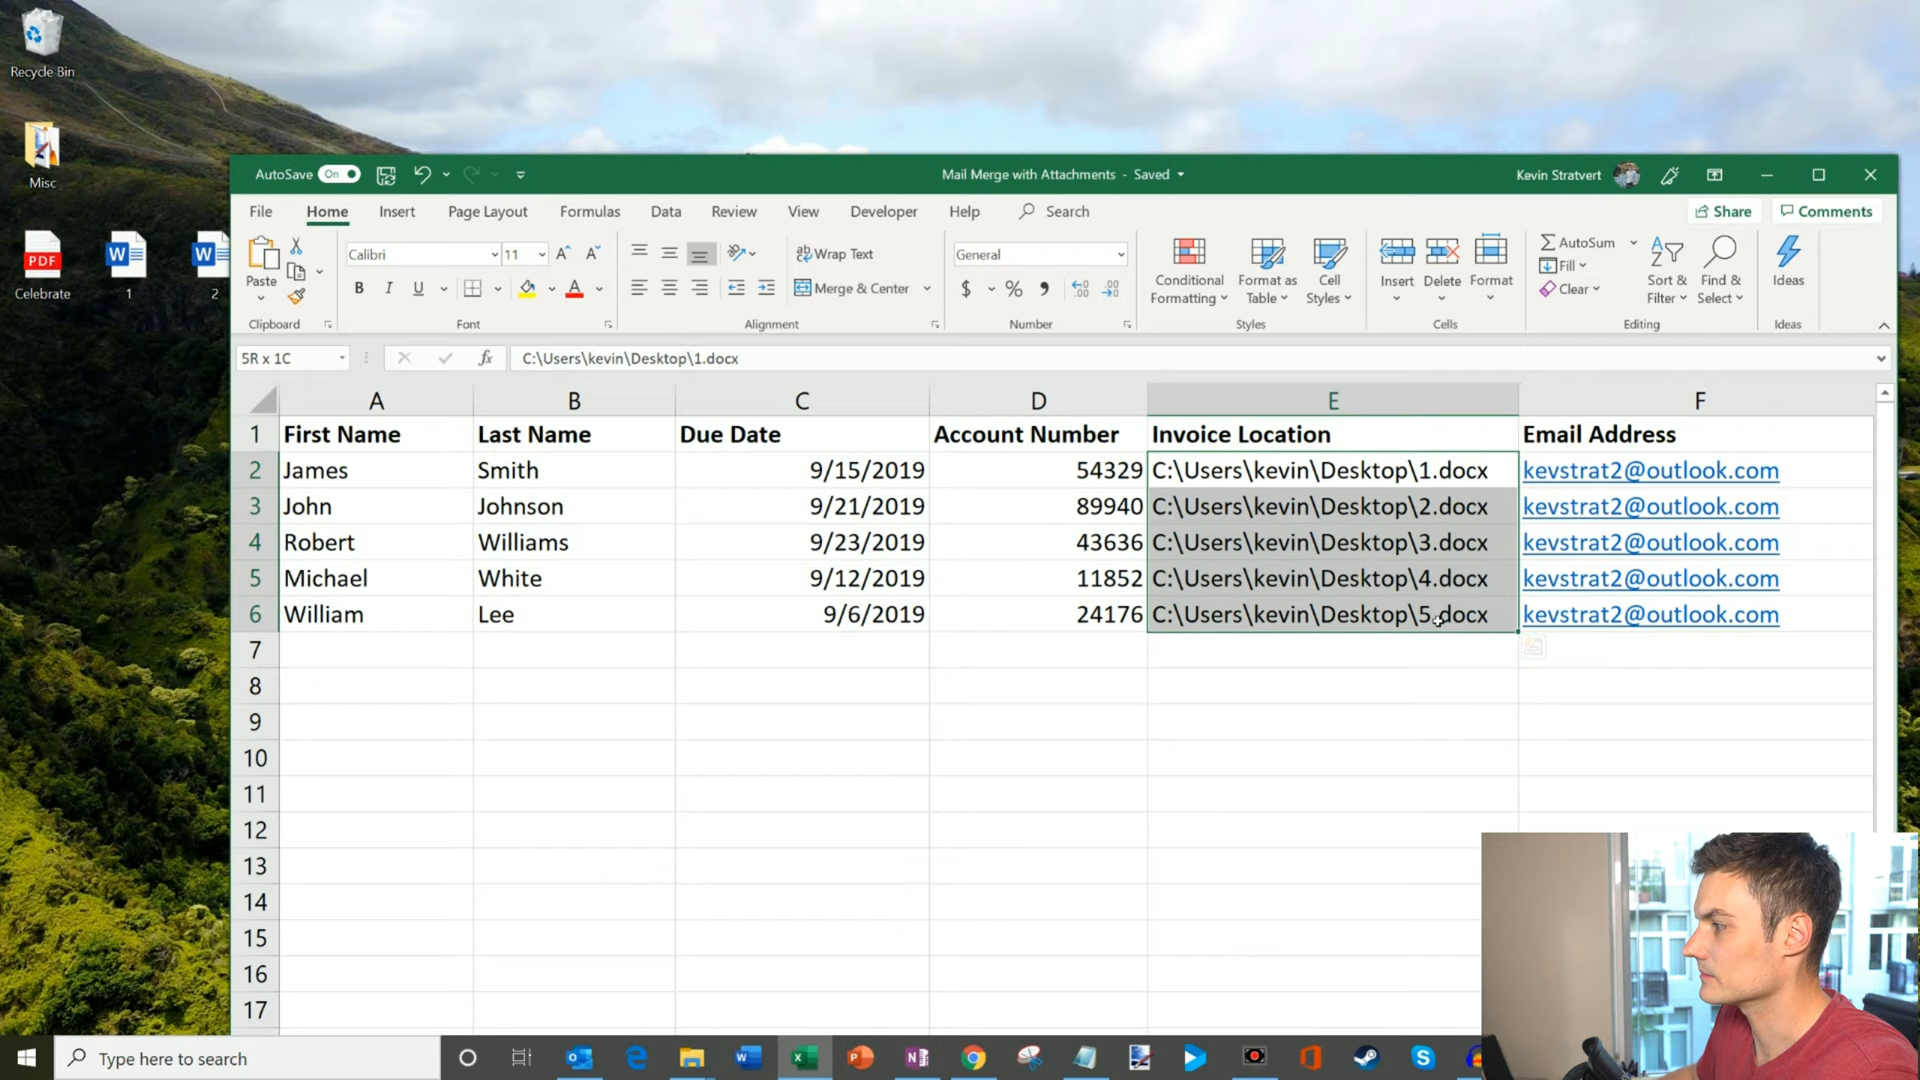 Recycle Bin
Misc
PDF
Celebrate
1
2
AutoSave On
Mail Merge with Attachments - Saved
Kevin Stratvert
File Home Insert Page Layout Formulas Data Review View Developer Help Search Share Comments
Paste
Clipboard
Calibri 11
B I U
Font
Wrap Text
Merge & Center
Alignment
General
$ % ,
Number
Conditional Formatting
Format as Table
Cell Styles
Styles
Insert Delete Format
Cells
AutoSum
Fill
Clear
Sort & Filter
Find & Select
Editing
Ideas
Ideas
5R x 1C fx C:\Users\kevin\Desktop\1.docx
A B C D E F
1 First Name Last Name Due Date Account Number Invoice Location Email Address
2 James Smith 9/15/2019 54329 C:\Users\kevin\Desktop\1.docx kevstrat2@outlook.com
3 John Johnson 9/21/2019 89940 C:\Users\kevin\Desktop\2.docx kevstrat2@outlook.com
4 Robert Williams 9/23/2019 43636 C:\Users\kevin\Desktop\3.docx kevstrat2@outlook.com
5 Michael White 9/12/2019 11852 C:\Users\kevin\Desktop\4.docx kevstrat2@outlook.com
6 William Lee 9/6/2019 24176 C:\Users\kevin\Desktop\5.docx kevstrat2@outlook.com
7
8
9
10
11
12
13
14
15
16
17
Type here to search